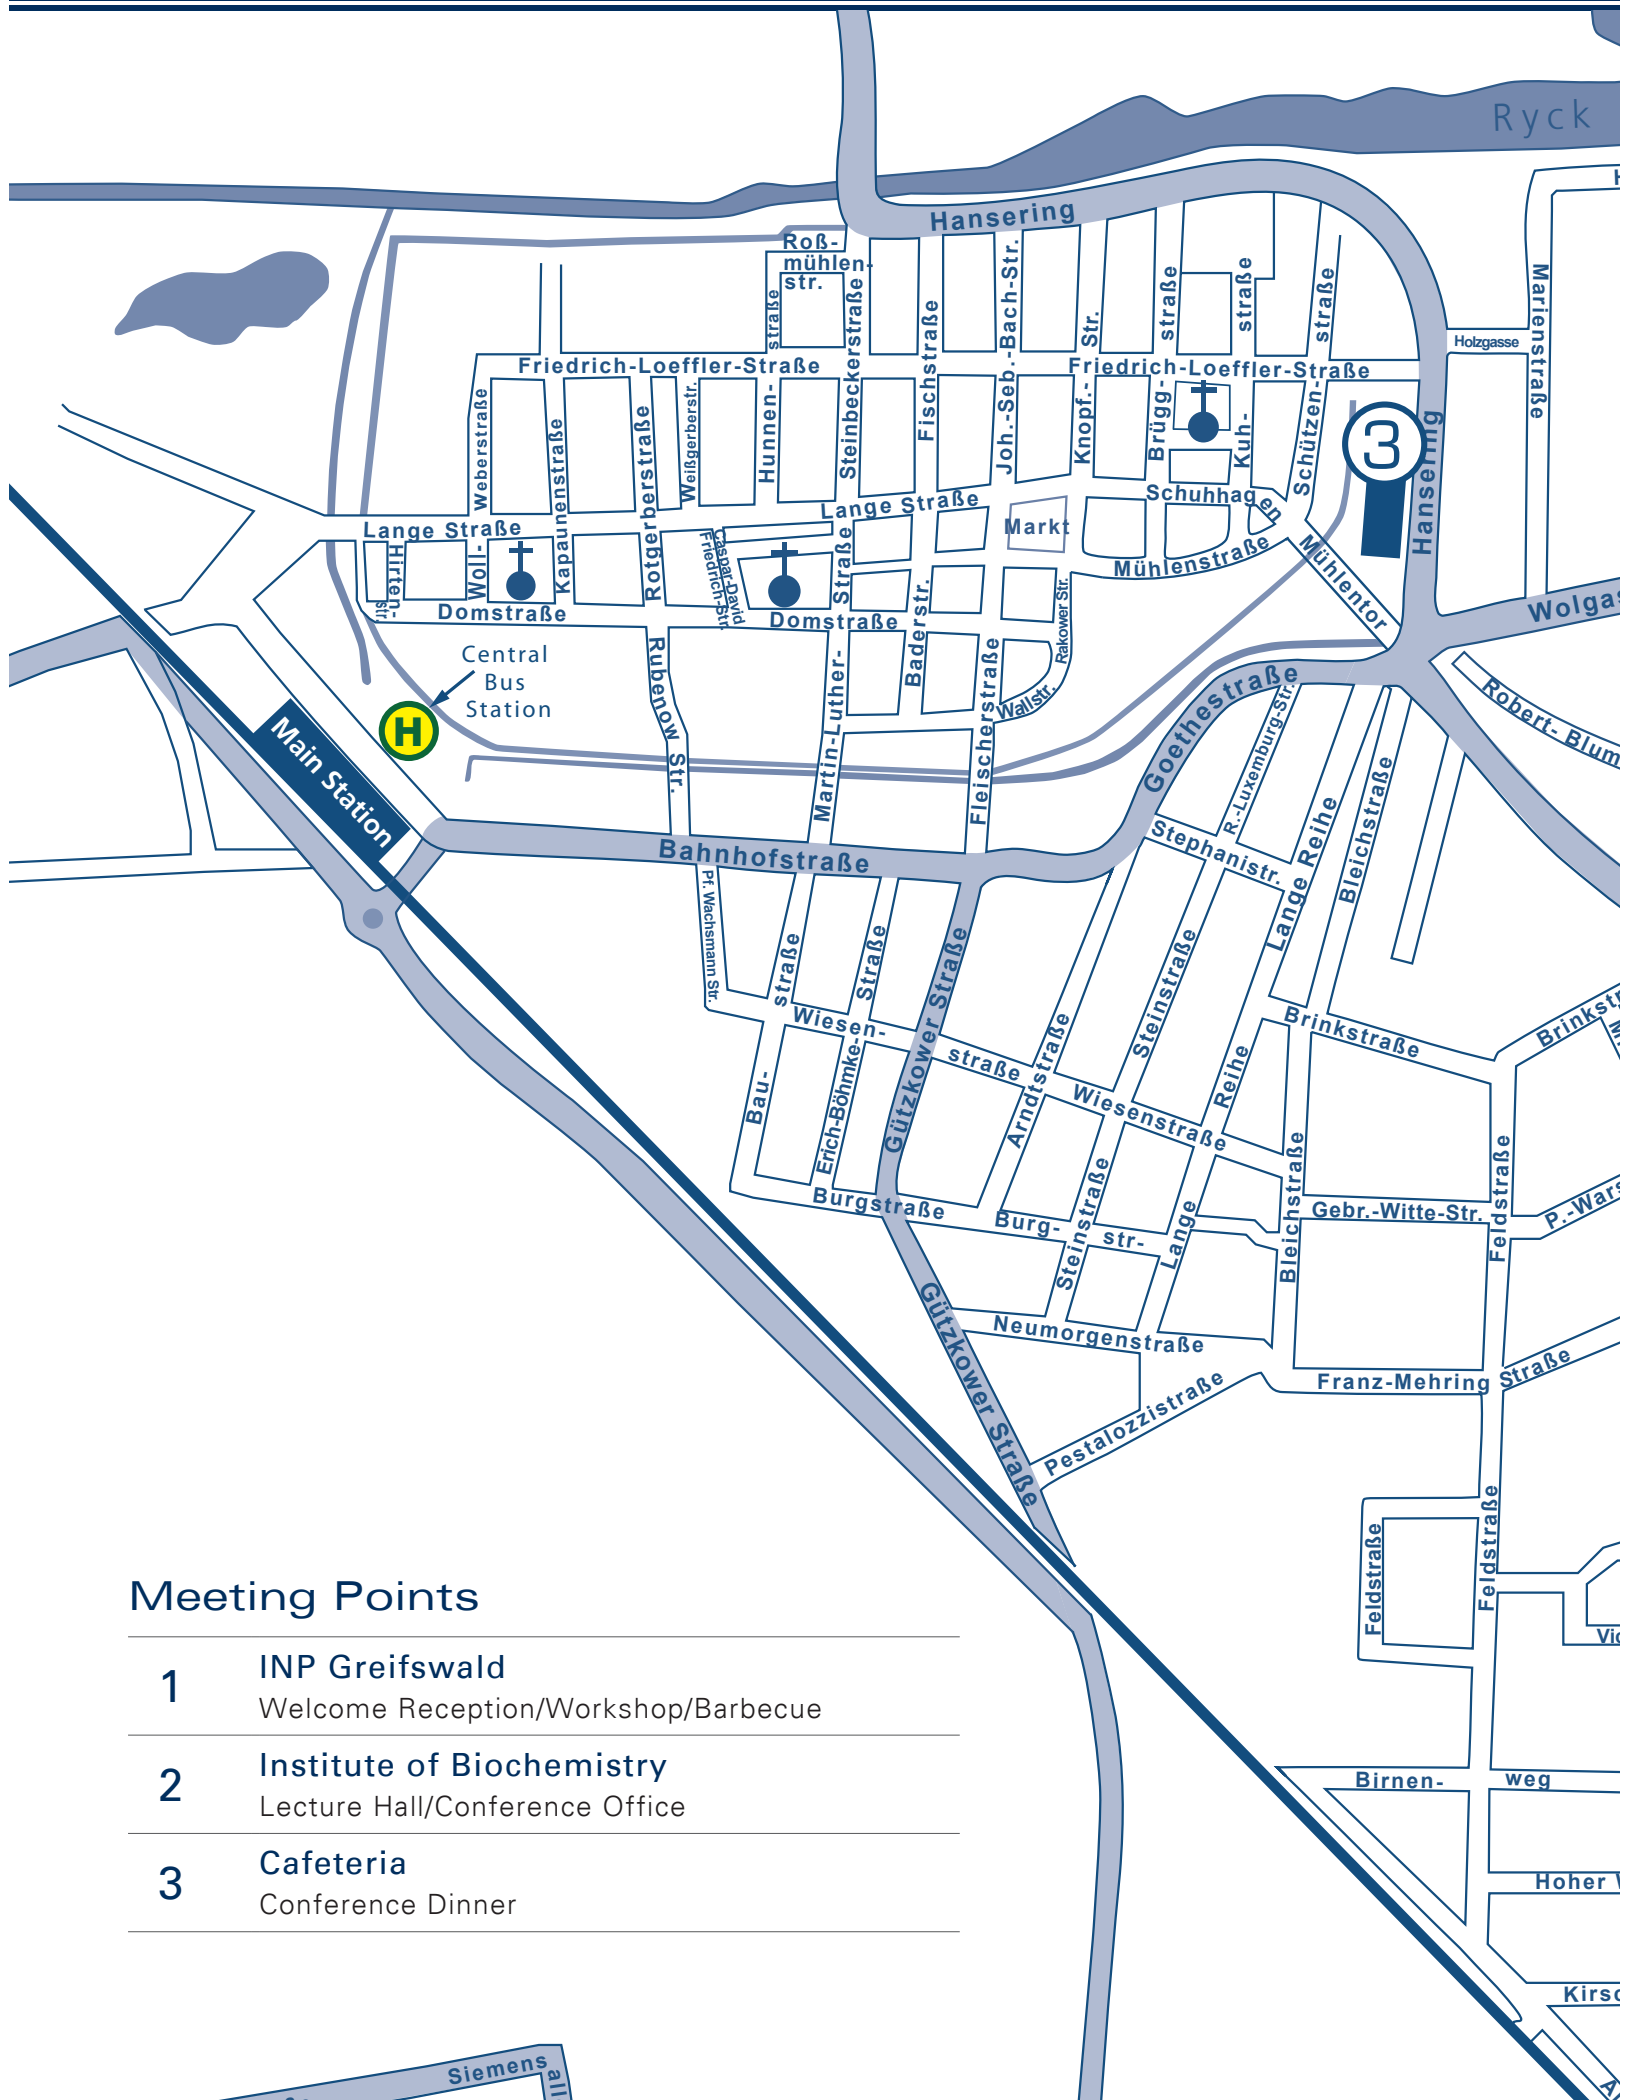 Ryck
Hansering
Roß-
mühlen-
str.
straße
Steinbeckerstraße
Fischstraße
Joh.-Seb.-Bach-Str.
Str.
straße
straße
straße
Marienstraße
Holzgasse
Friedrich-Loeffler-Straße
Friedrich-Loeffler-Straße
Weberstraße
Kapaunenstraße
Rotgerberstraße
Weißgerberstr.
Hunnen-
Knopf-
Brügg-
Kuh-
Schützen-
3
Hansering
Lange Straße
Lange Straße
Schuhhagen
Markt
Mühlenstraße
Mühlentor
Hirten-
str.
Woll-
Caspar-David
Friedrich-Str.
Straße
Domstraße
Domstraße
Baderstr.
Rakower Str.
Wolgas
Central
Bus
Station
H
Main Station
Rubenow Str.
Martin-Luther-
Fleischerstraße
Wallstr.
Goethestraße
R.-Luxemburg-Str.
Robert- Blum
Bahnhofstraße
Stephanistr.
Lange Reihe
Bleichstraße
Pf. Wachsmann Str.
straße
Straße
Gützkower Straße
Steinstraße
Wiesen-
straße
Arndtstraße
Brinkstraße
Brinkstr
Bau-
Erich-Böhmke-
Wiesenstraße
Reihe
Bleichstraße
Feldstraße
Burgstraße
Burg-
str-
Steinstraße
Lange
Gebr.-Witte-Str.
P.-Wars
Gützkower Straße
Neumorgenstraße
Pestalozzistraße
Franz-Mehring Straße
Feldstraße
Feldstraße
Vic
Meeting Points
1 INP Greifswald
Welcome Reception/Workshop/Barbecue
2 Institute of Biochemistry
Lecture Hall/Conference Office
3 Cafeteria
Conference Dinner
Birnen- weg
Hoher
Kirsc
Siemens
all